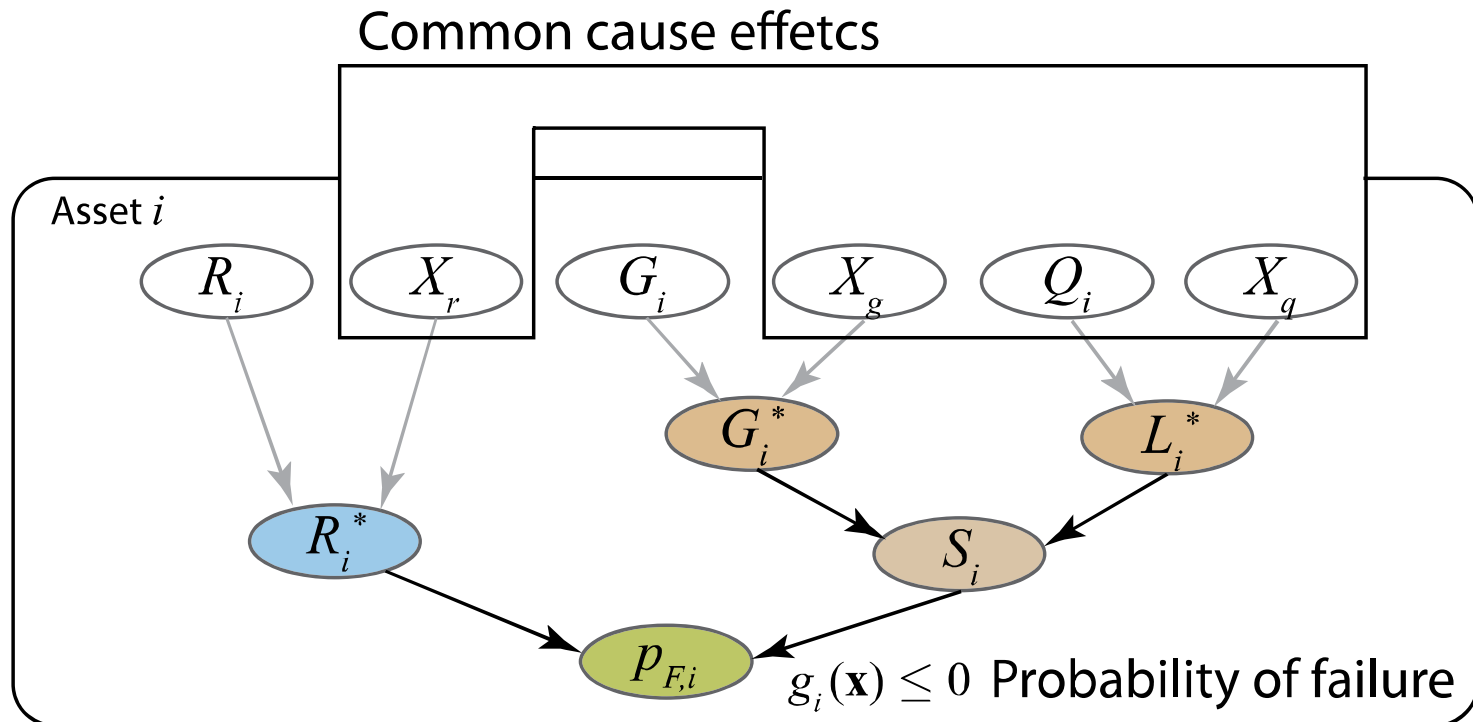 Common cause effetcs
Asset i
R_i X_r G_i X_g Q_i X_q
G_i^* L_i^*
R_i^* S_i
p_{F,i}
g_i(x) ≤ 0 Probability of failure